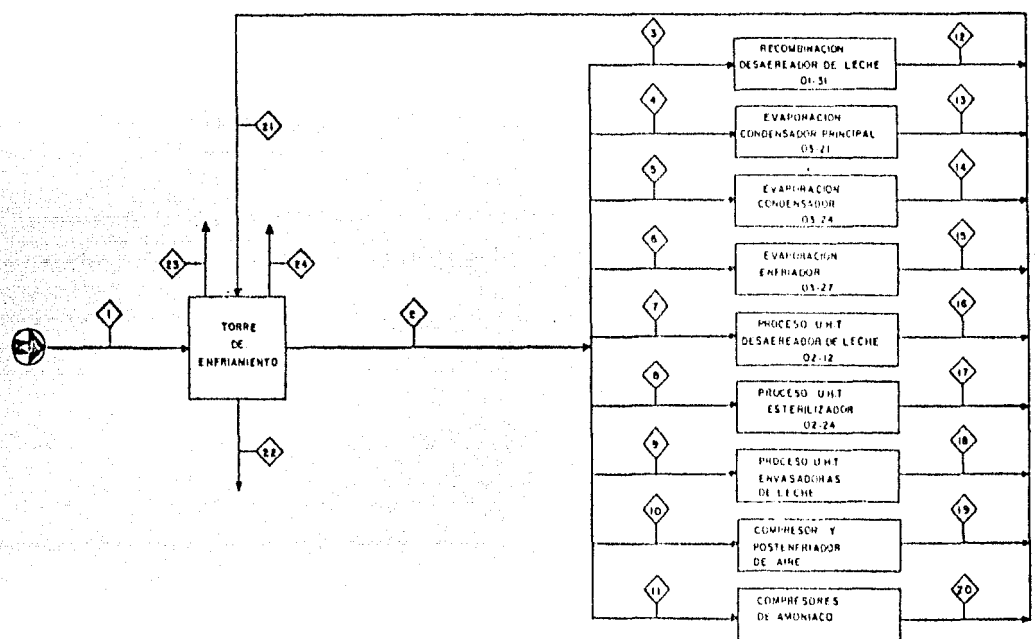 3
RECOMBINACIÓN
DESAEREADOR DE LECHE
01-31
12
4
EVAPORACION
CONDENSADOR PRINCIPAL
03-21
13
21
5
EVAPORACION
CONDENSADOR
03-24
14
23
24
6
EVAPORACION
ENFRIADOR
03-27
15
1
TORRE
DE
ENFRIAMIENTO
2
7
PROCESO U.H.T
DESAEREADOR DE LECHE
02-12
16
8
PROCESO U.H.T
ESTERILIZADOR
02-24
17
22
9
PROCESO U.H.T
ENVASADORAS
DE LECHE
18
10
COMPRESOR Y
POSTENFRIADOR
DE AIRE
19
11
COMPRESORES
DE AMONIACO
20